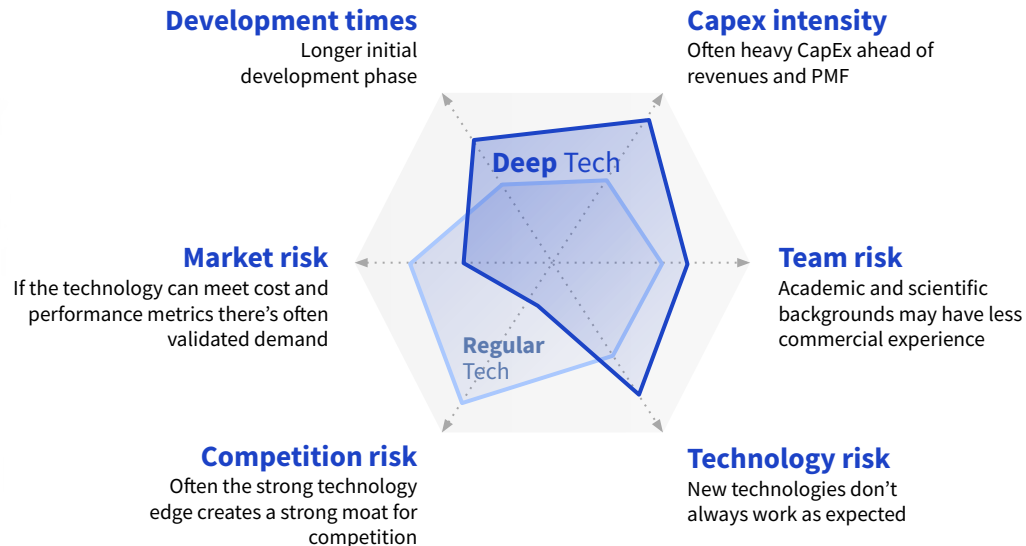 Development times
Longer initial
development phase
Capex intensity
Often heavy CapEx ahead of
revenues and PMF
Deep Tech
Market risk
If the technology can meet cost and
performance metrics there's often
validated demand
Team risk
Academic and scientific
backgrounds may have less
commercial experience
Regular
Tech
Competition risk
Often the strong technology
edge creates a strong moat for
competition
Technology risk
New technologies don't
always work as expected